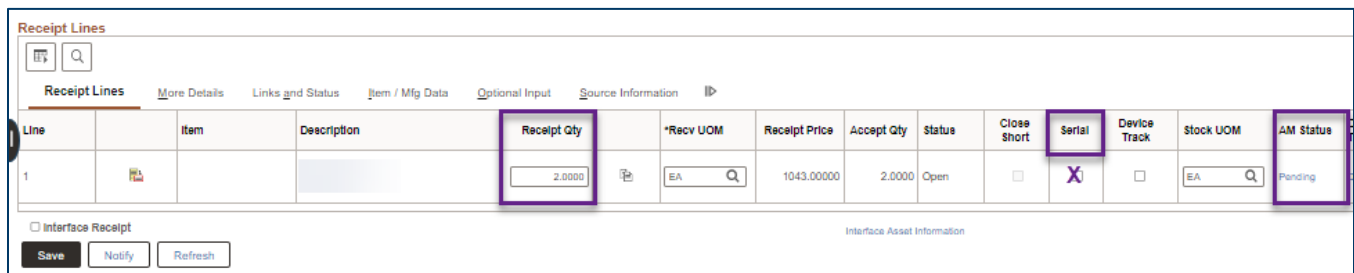 Receipt Lines
Receipt Lines More Details Links and Status Item / Mfg Data Optional Input Source Information
Line Item Description Receipt Qty *Recv UOM Receipt Price Accept Qty Status Close Short Serial Device Track Stock UOM AM Status
1 2.0000 EA 1043.00000 2.0000 Open X EA Pending
Interface Receipt Interface Asset Information
Save Notify Refresh